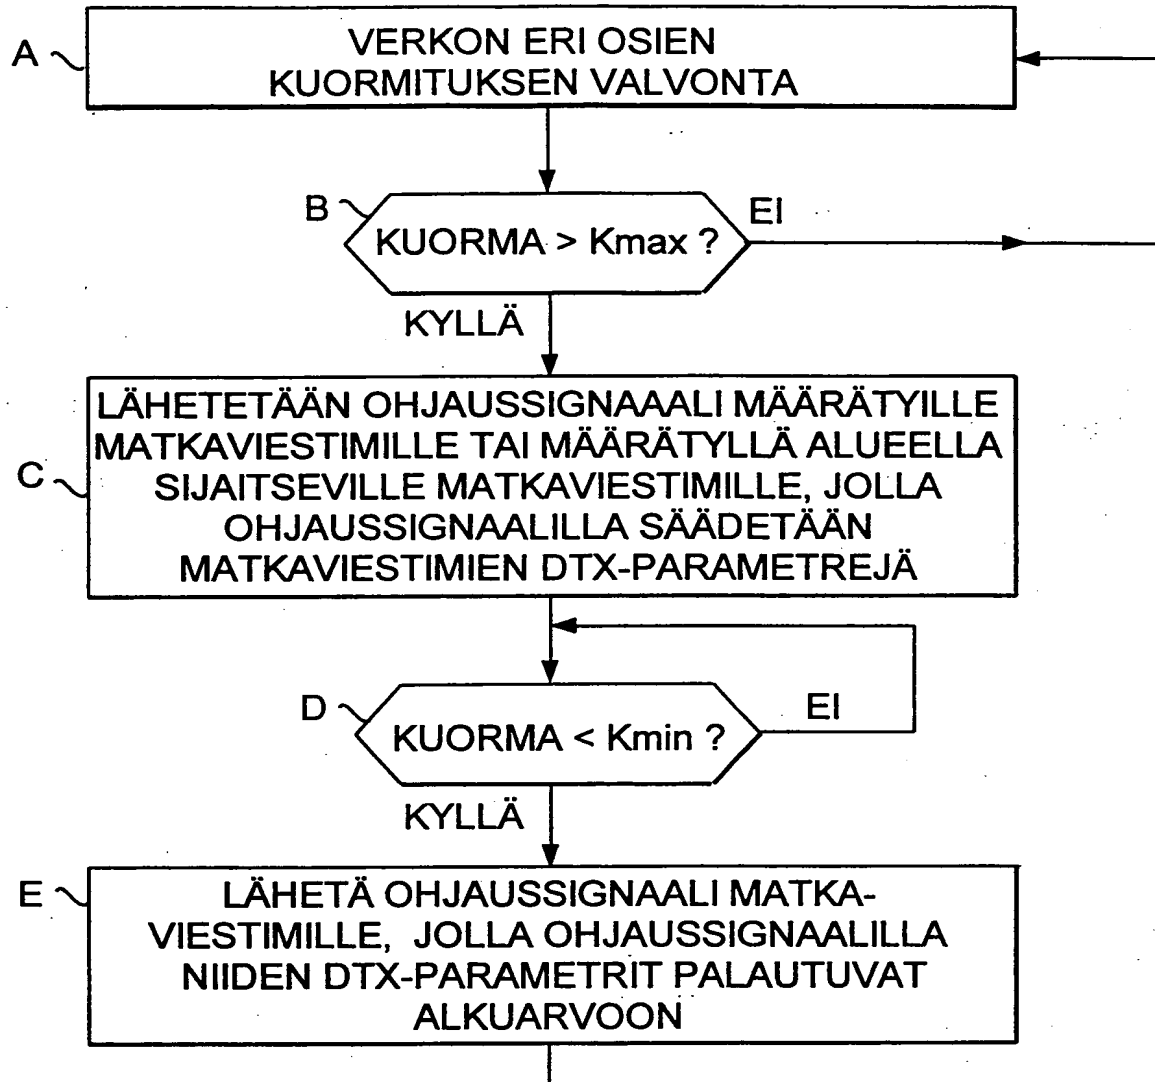 A
VERKON ERI OSIEN
KUORMITUKSEN VALVONTA
B
KUORMA > Kmax ?
EI
KYLLÄ
C
LÄHETETÄÄN OHJAUSSIGNAAALI MÄÄRÄTYILLE
MATKAVIESTIMILLE TAI MÄÄRÄTYLLÄ ALUEELLA
SIJAITSEVILLE MATKAVIESTIMILLE, JOLLA
OHJAUSSIGNAALILLA SÄÄDETÄÄN
MATKAVIESTIMIEN DTX-PARAMETREJÄ
D
KUORMA < Kmin ?
EI
KYLLÄ
E
LÄHETÄ OHJAUSSIGNAALI MATKA-
VIESTIMILLE, JOLLA OHJAUSSIGNAALILLA
NIIDEN DTX-PARAMETRIT PALAUTUVAT
ALKUARVOON